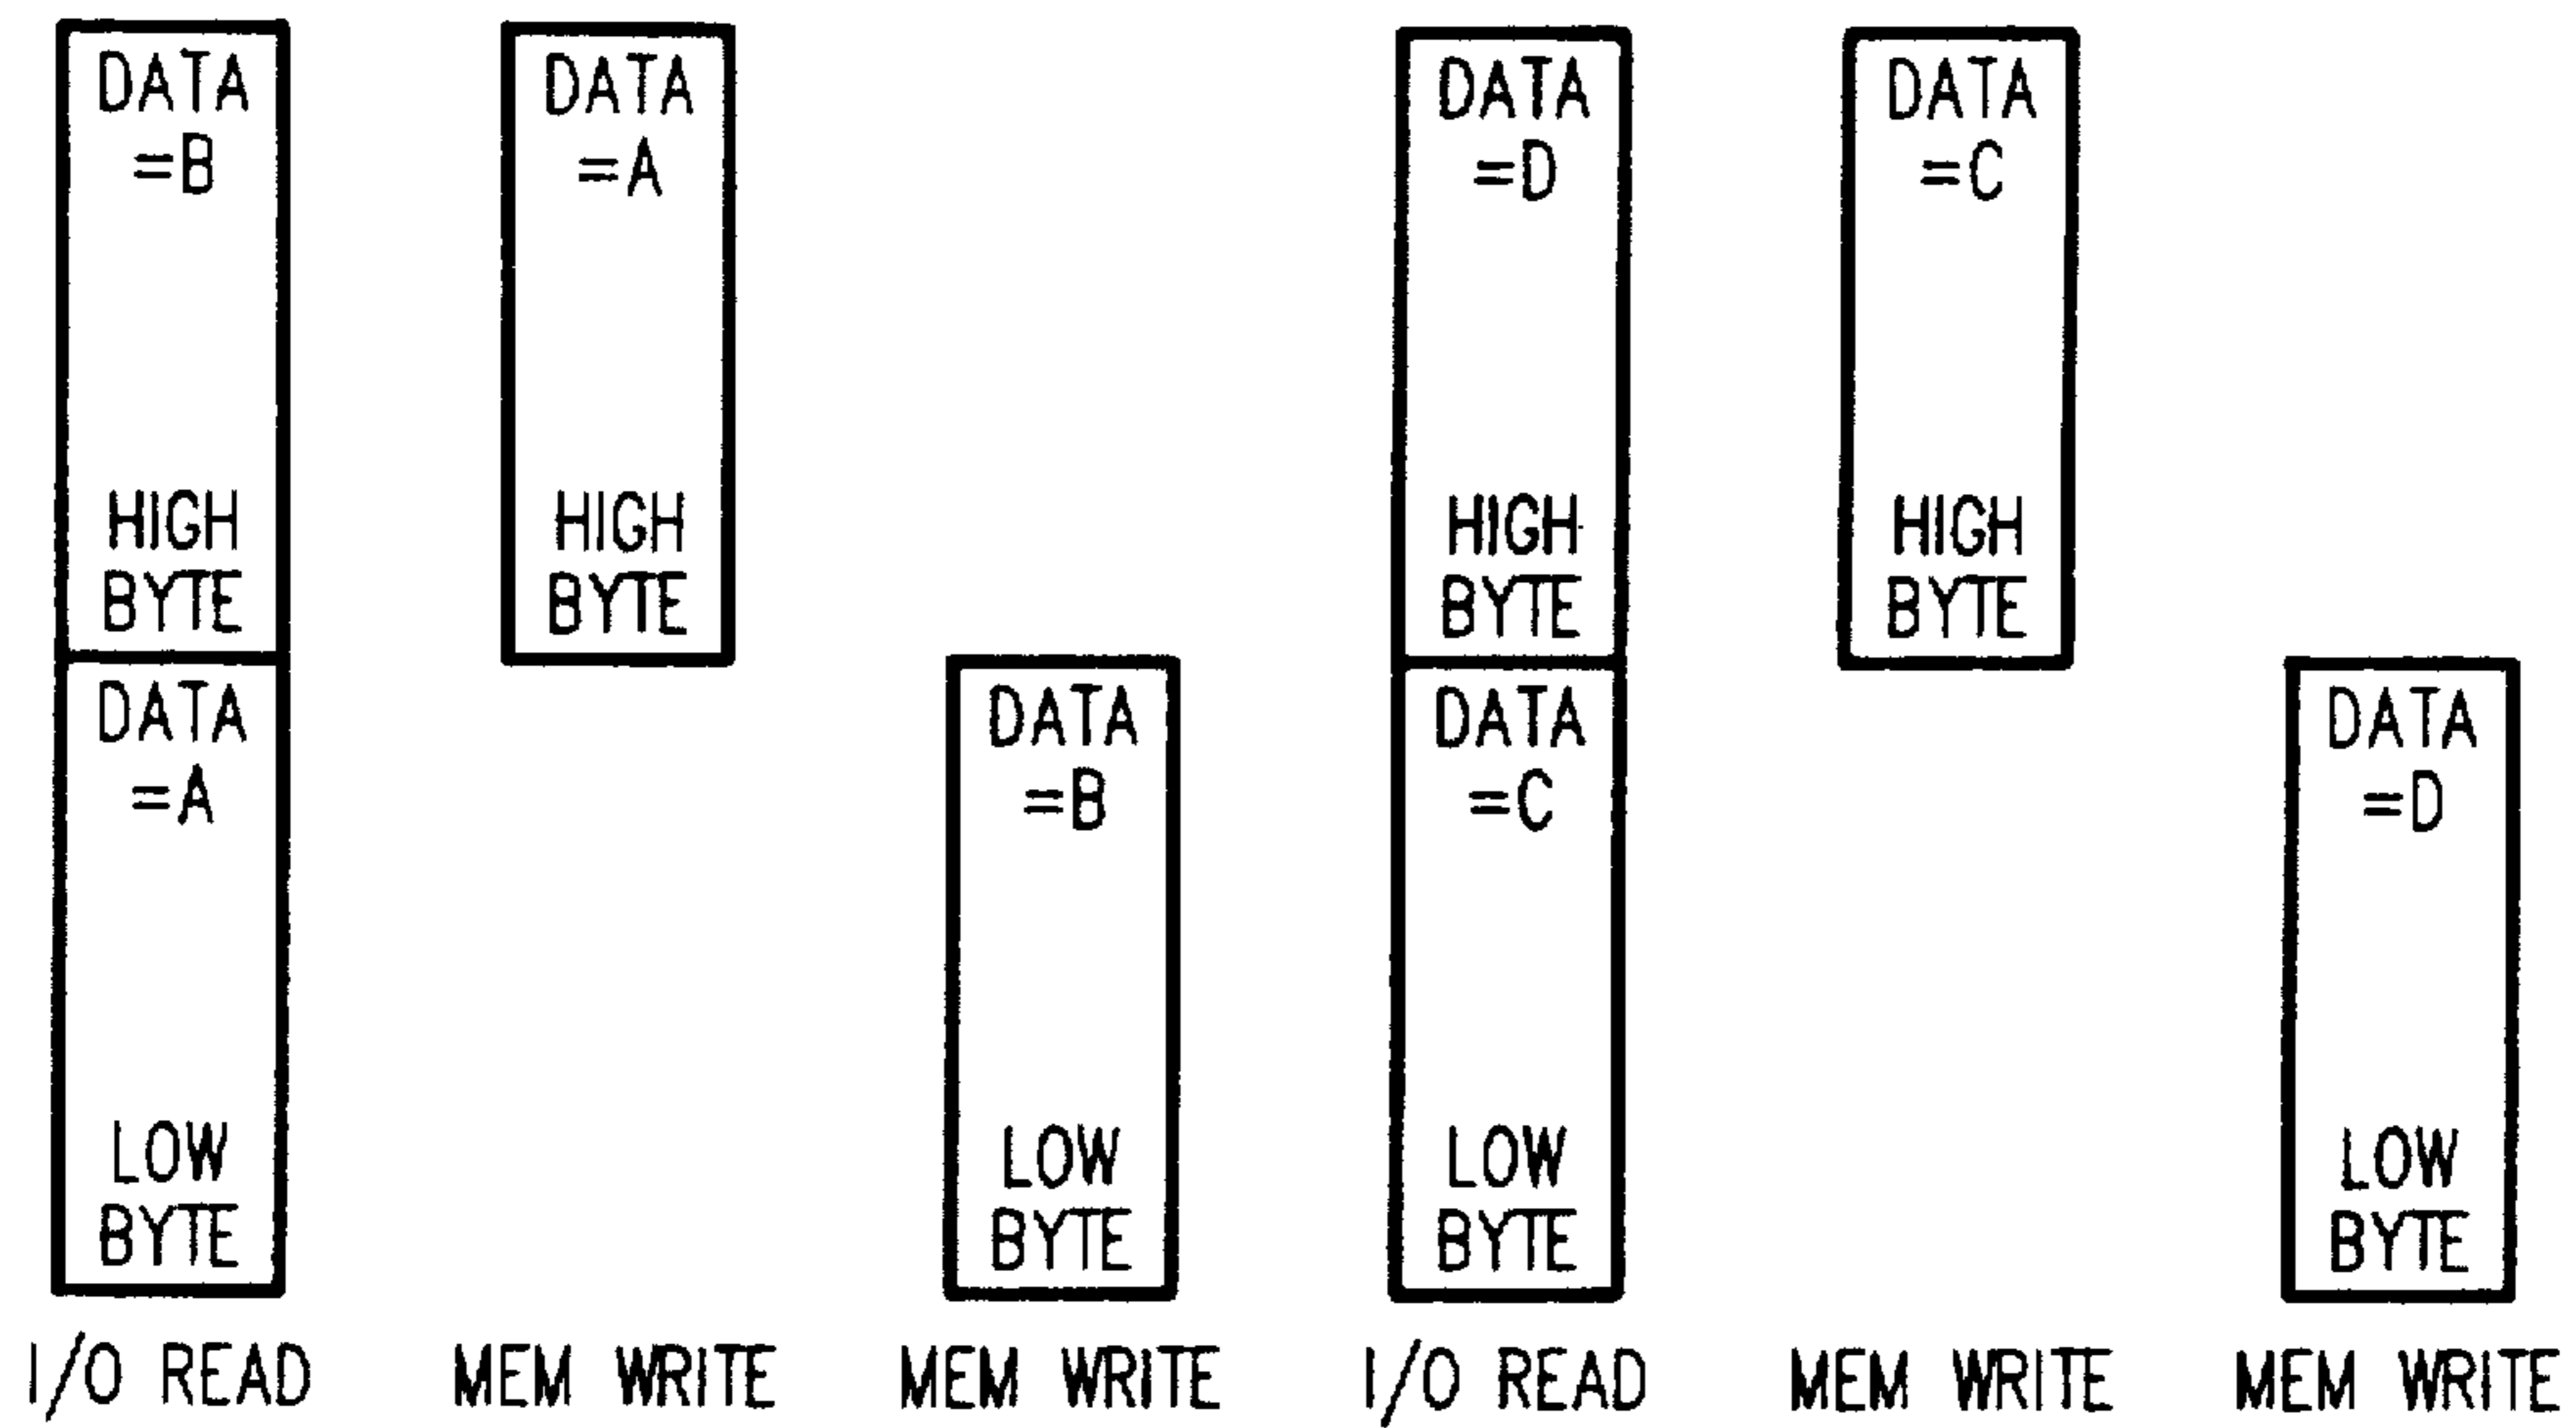 DATA
=B
HIGH
BYTE
DATA
=A
LOW
BYTE
I/O READ
DATA
=A
HIGH
BYTE
MEM WRITE
DATA
=B
LOW
BYTE
MEM WRITE
DATA
=D
HIGH
BYTE
DATA
=C
LOW
BYTE
I/O READ
DATA
=C
HIGH
BYTE
MEM WRITE
DATA
=D
LOW
BYTE
MEM WRITE